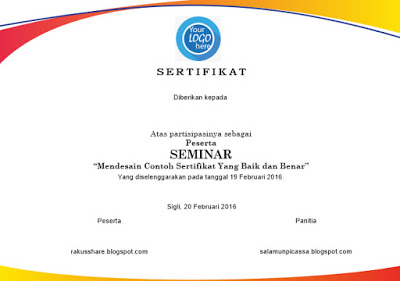 Your
LOGO
here
SERTIFIKAT
Diberikan kepada
Atas partisipasinya sebagai
Peserta
SEMINAR
“Mendesain Contoh Sertifikat Yang Baik dan Benar”
Yang diselenggarakan pada tanggal 19 Februari 2016.
Sigli, 20 Februari 2016
Peserta Panitia
rakusshare.blogspot.com salamunpicassa.blogspot.com